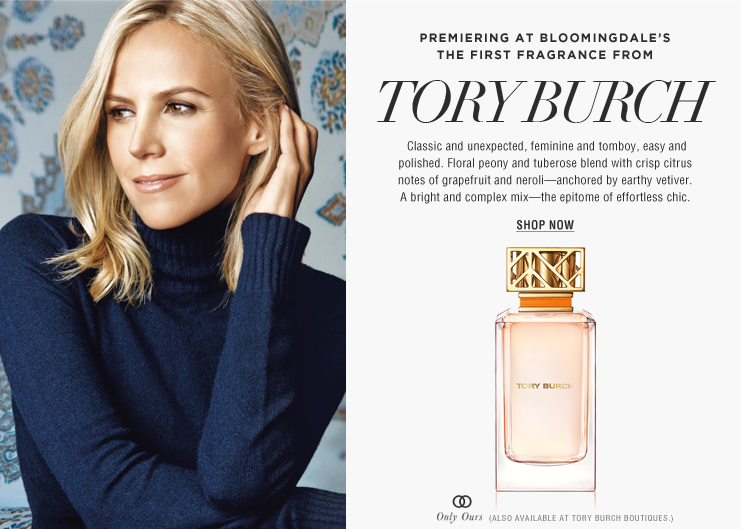 PREMIERING AT BLOOMINGDALE'S
THE FIRST FRAGRANCE FROM
TORY BURCH
Classic and unexpected, feminine and tomboy, easy and
polished. Floral peony and tuberose blend with crisp citrus
notes of grapefruit and neroli—anchored by earthy vetiver.
A bright and complex mix—the epitome of effortless chic.
SHOP NOW
TORY BURCH
Only Ours (ALSO AVAILABLE AT TORY BURCH BOUTIQUES.)